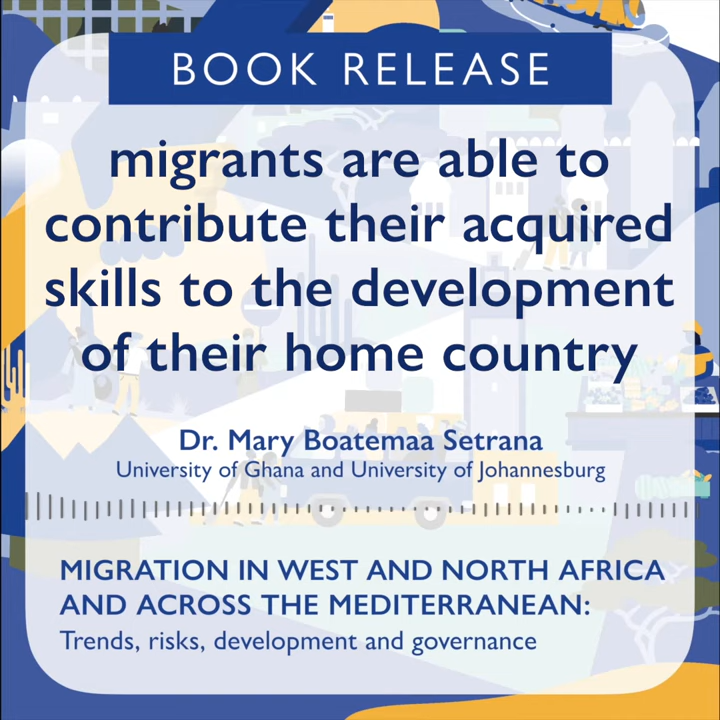 BOOK RELEASE
migrants are able to
contribute their acquired
skills to the development
of their home country
Dr. Mary Boatemaa Setrana
University of Ghana and University of Johannesburg
MIGRATION IN WEST AND NORTH AFRICA
AND ACROSS THE MEDITERRANEAN:
Trends, risks, development and governance